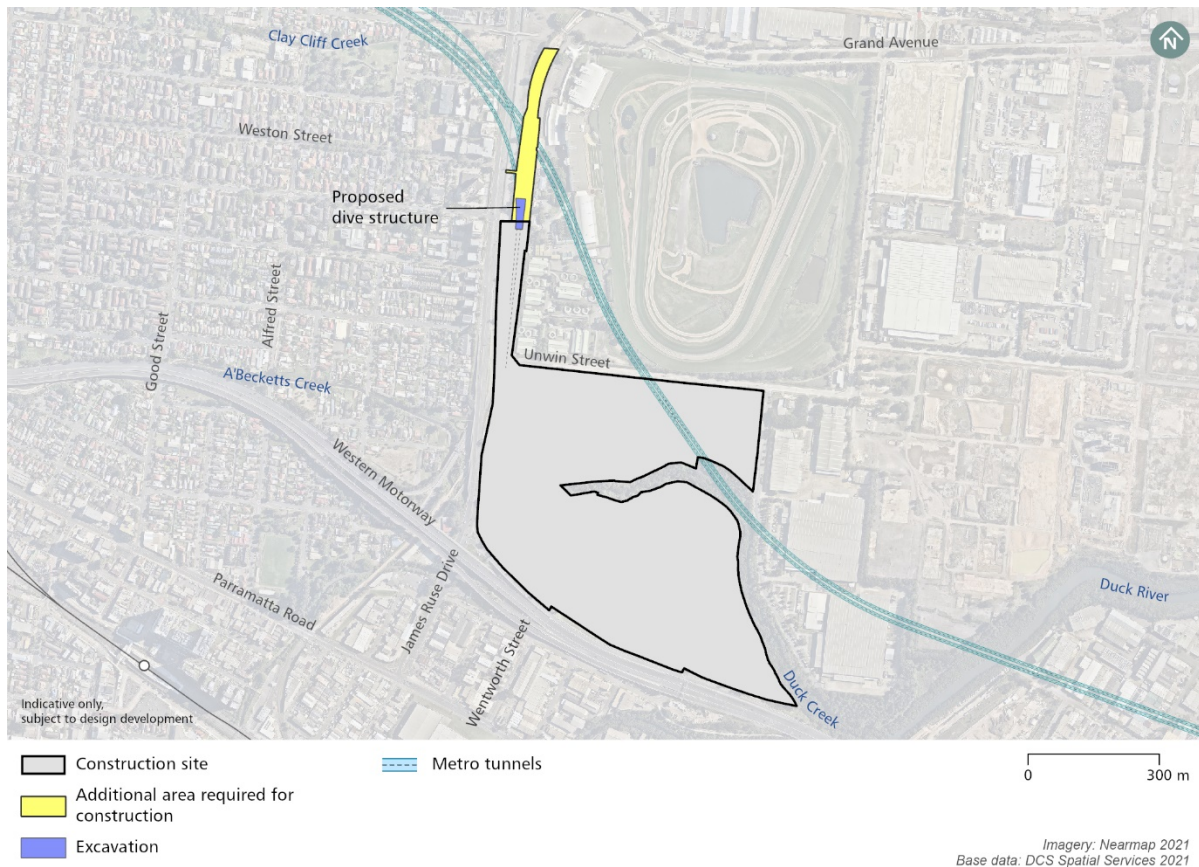 Clay Cliff Creek
Grand Avenue
N
Weston Street
Proposed
dive structure
Alfred Street
Good Street
Unwin Street
A'Becketts Creek
Western Motorway
Parramatta Road
James Ruse Drive
Wentworth Street
Duck River
Duck Creek
Indicative only,
subject to design development
Construction site
Metro tunnels
Additional area required for
construction
Excavation
0 300 m
Imagery: Nearmap 2021
Base data: DCS Spatial Services 2021